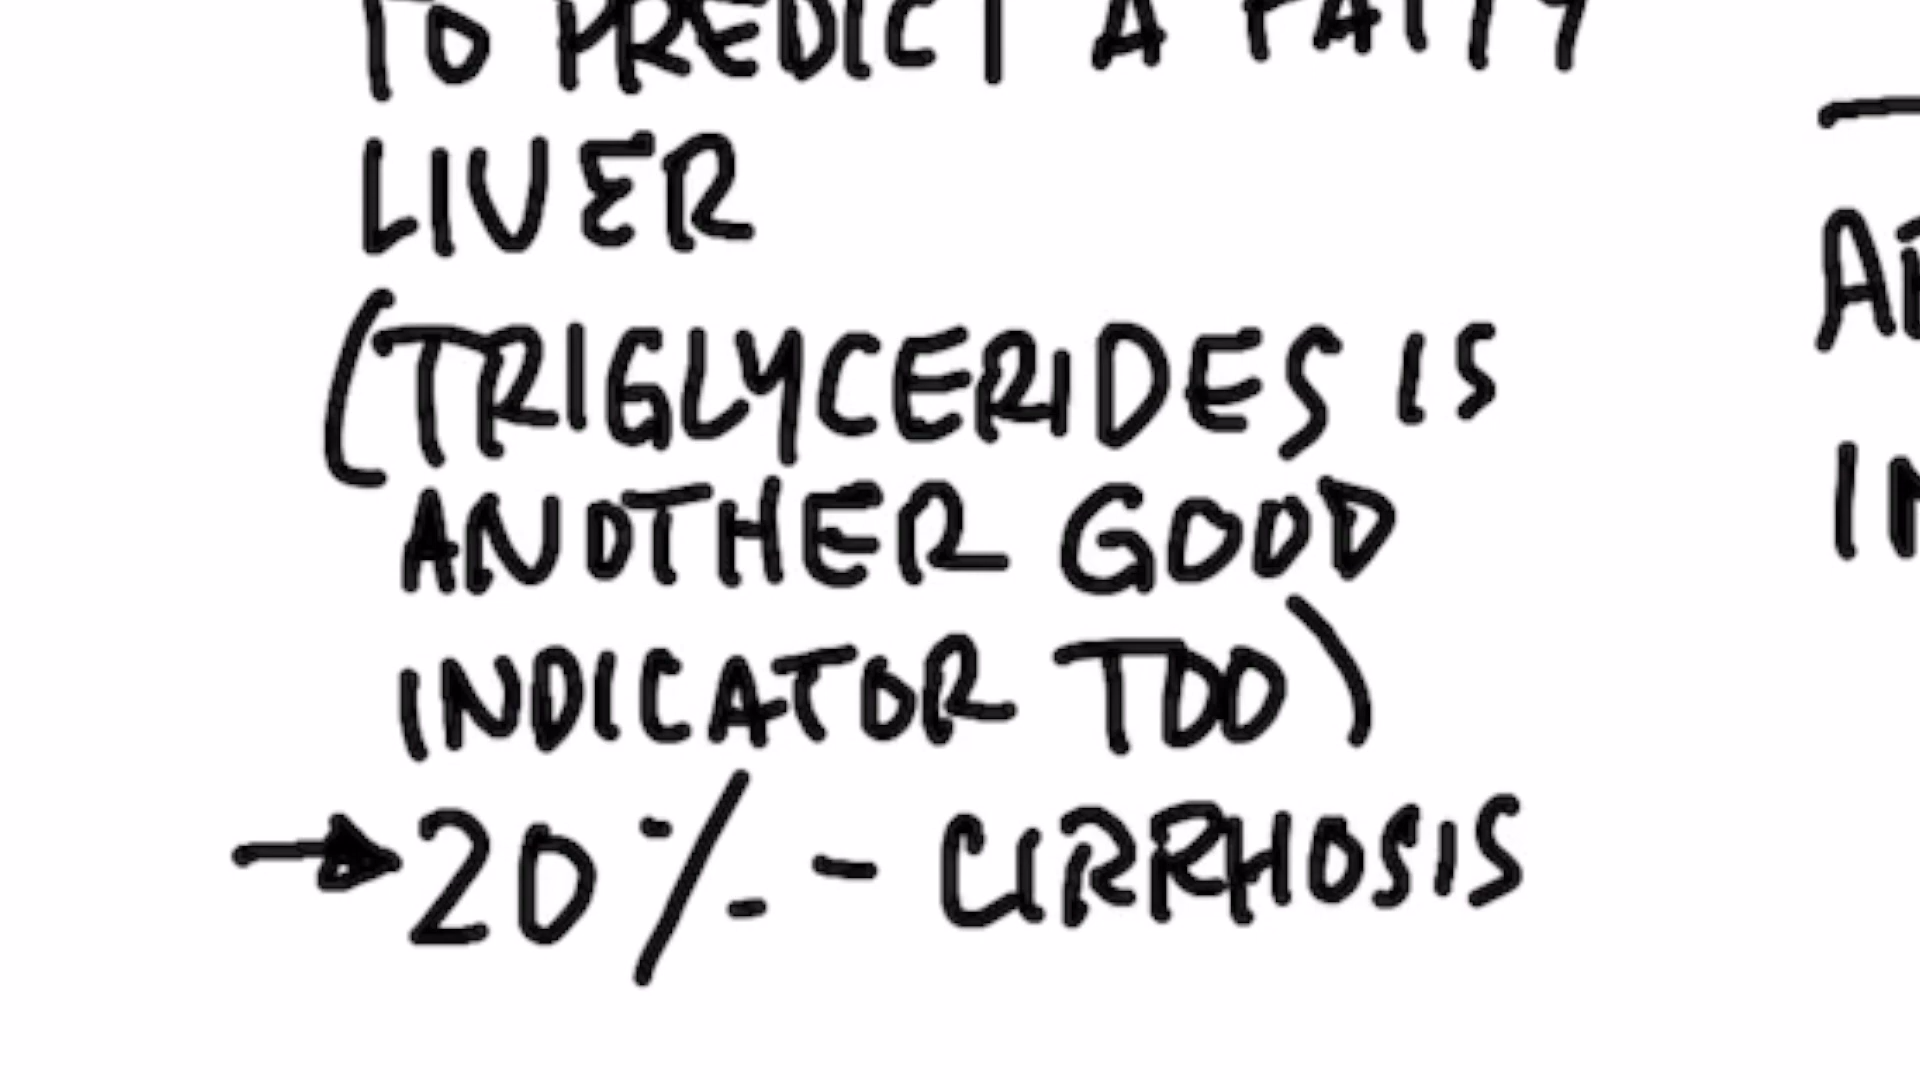 TO PREDICT A FATTY
LIVER
(TRIGLYCERIDES IS
ANOTHER GOOD
INDICATOR TOO)
→ 20% - CIRRHOSIS